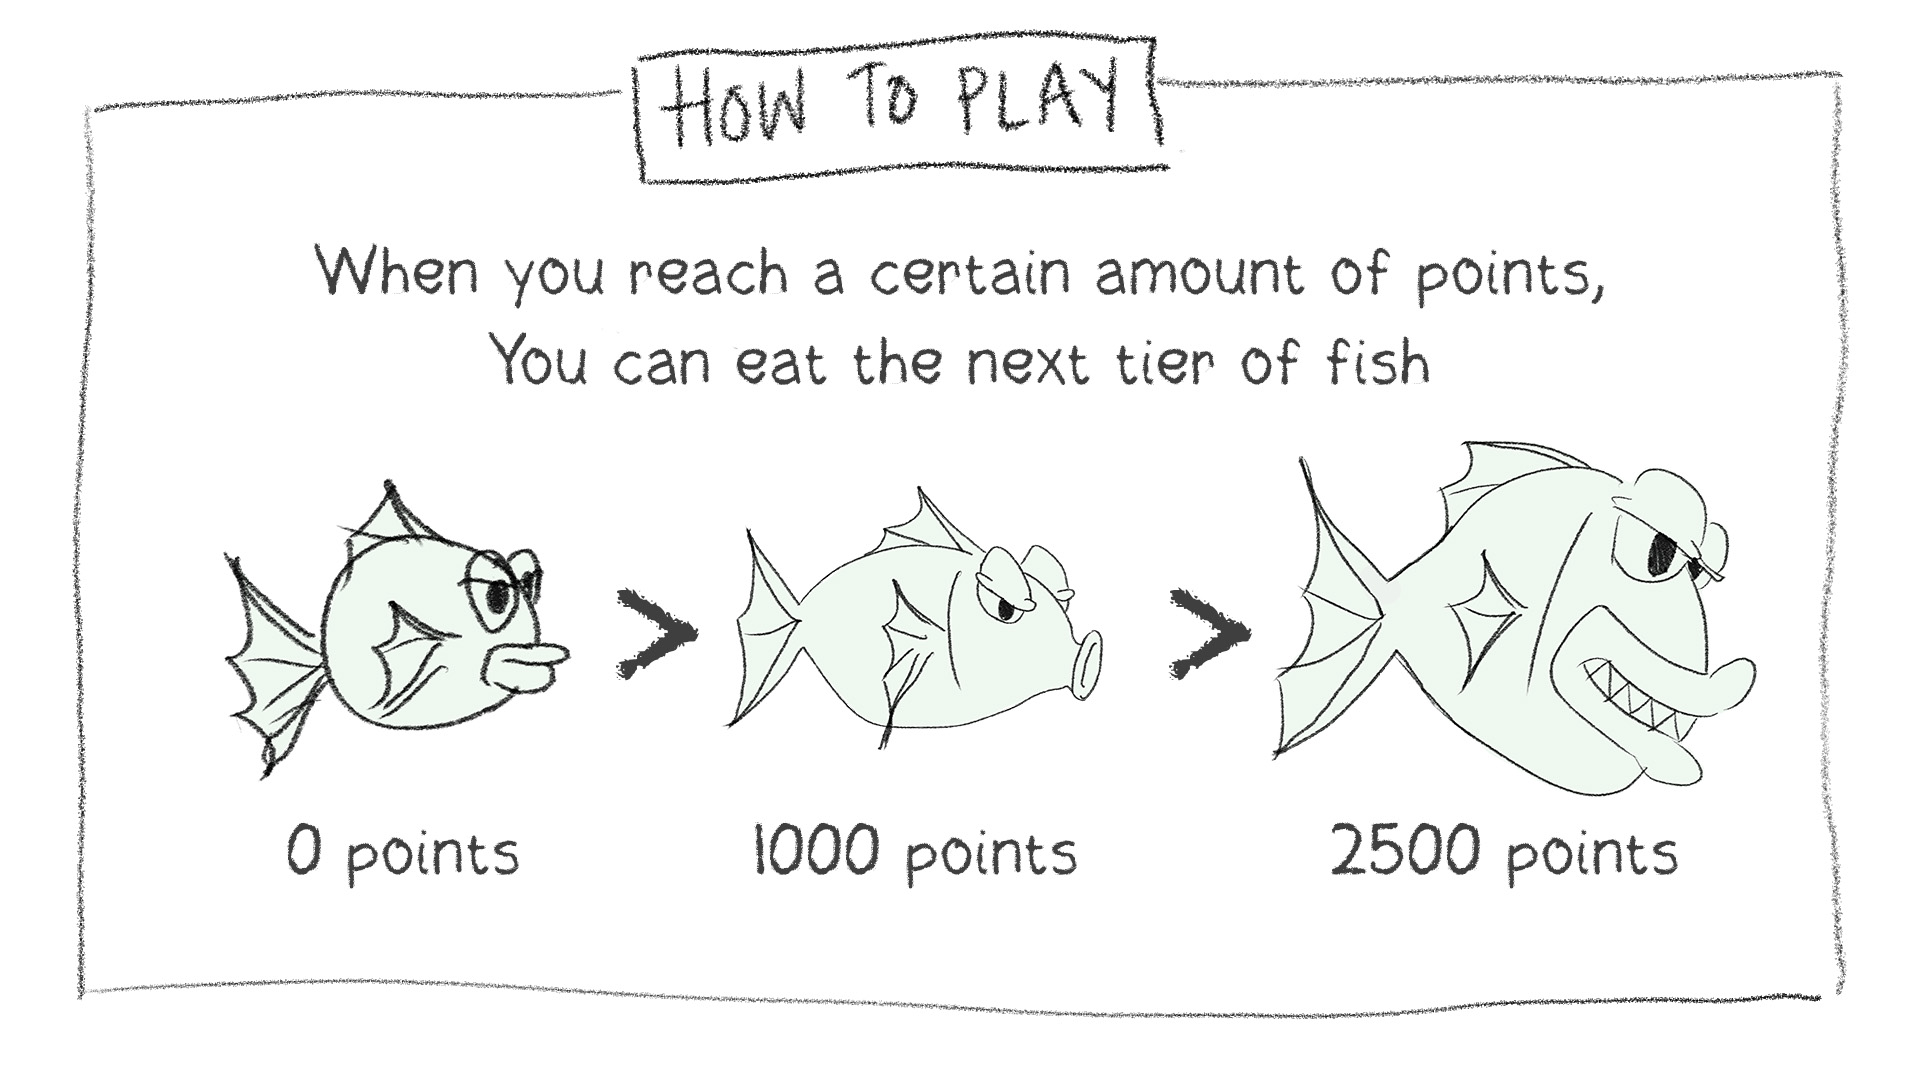 HOW TO PLAY
When you reach a certain amount of points,
You can eat the next tier of fish
> >
0 points 1000 points 2500 points